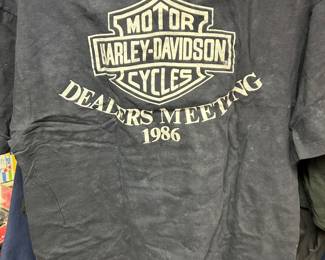 MOTOR
HARLEY-DAVIDSON
CYCLES
DEALERS MEETING
1986